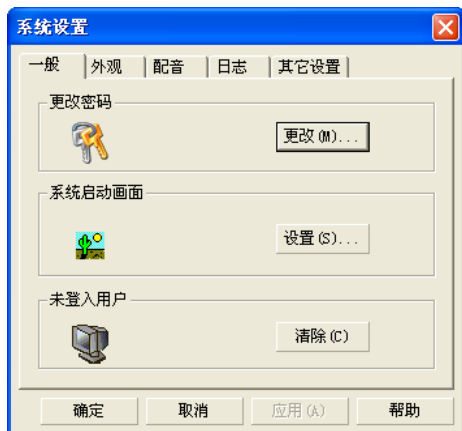 系统设置
一般 外观 配音 日志 其它设置
更改密码
更改(M)...
系统启动画面
设置(S)...
未登入用户
清除(C)
确定 取消 应用(A) 帮助